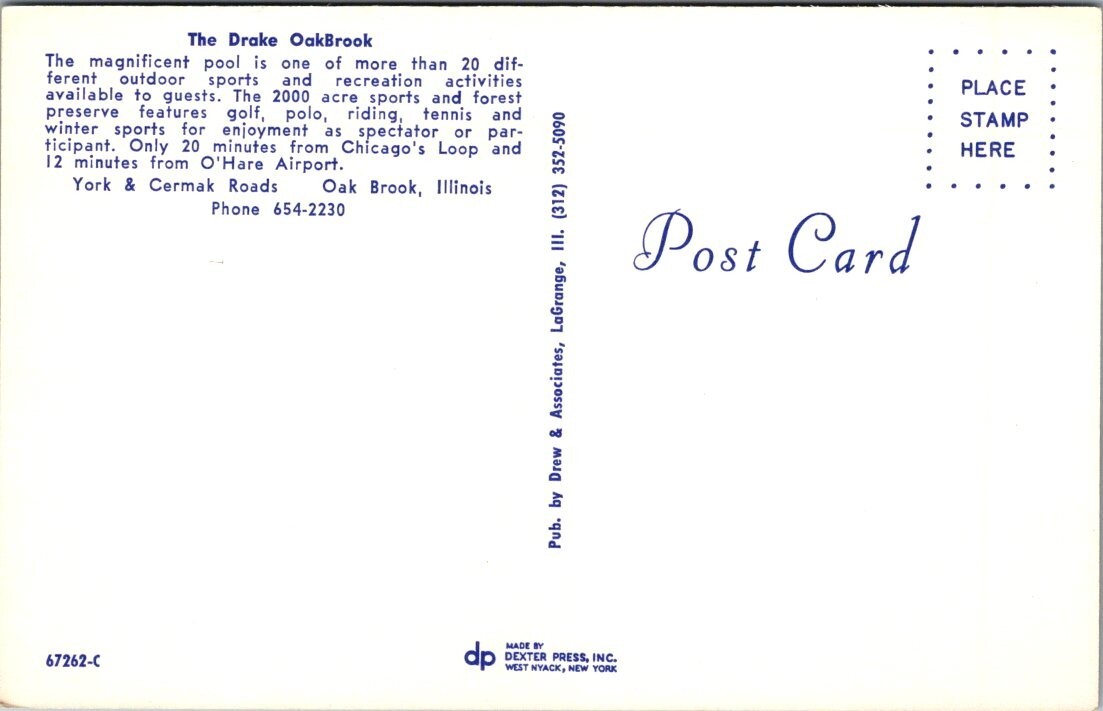 The Drake OakBrook
The magnificent pool is one of more than 20 dif-
ferent outdoor sports and recreation activities
available to guests. The 2000 acre sports and forest
preserve features golf, polo, riding, tennis and
winter sports for enjoyment as spectator or par-
ticipant. Only 20 minutes from Chicago's Loop and
12 minutes from O'Hare Airport.
York & Cermak Roads Oak Brook, Illinois
Phone 654-2230
Pub. by Drew & Associates, LaGrange, Ill. (312) 352-5090
PLACE
STAMP
HERE
Post Card
67262-C
dp
MADE BY
DEXTER PRESS, INC.
WEST NYACK, NEW YORK